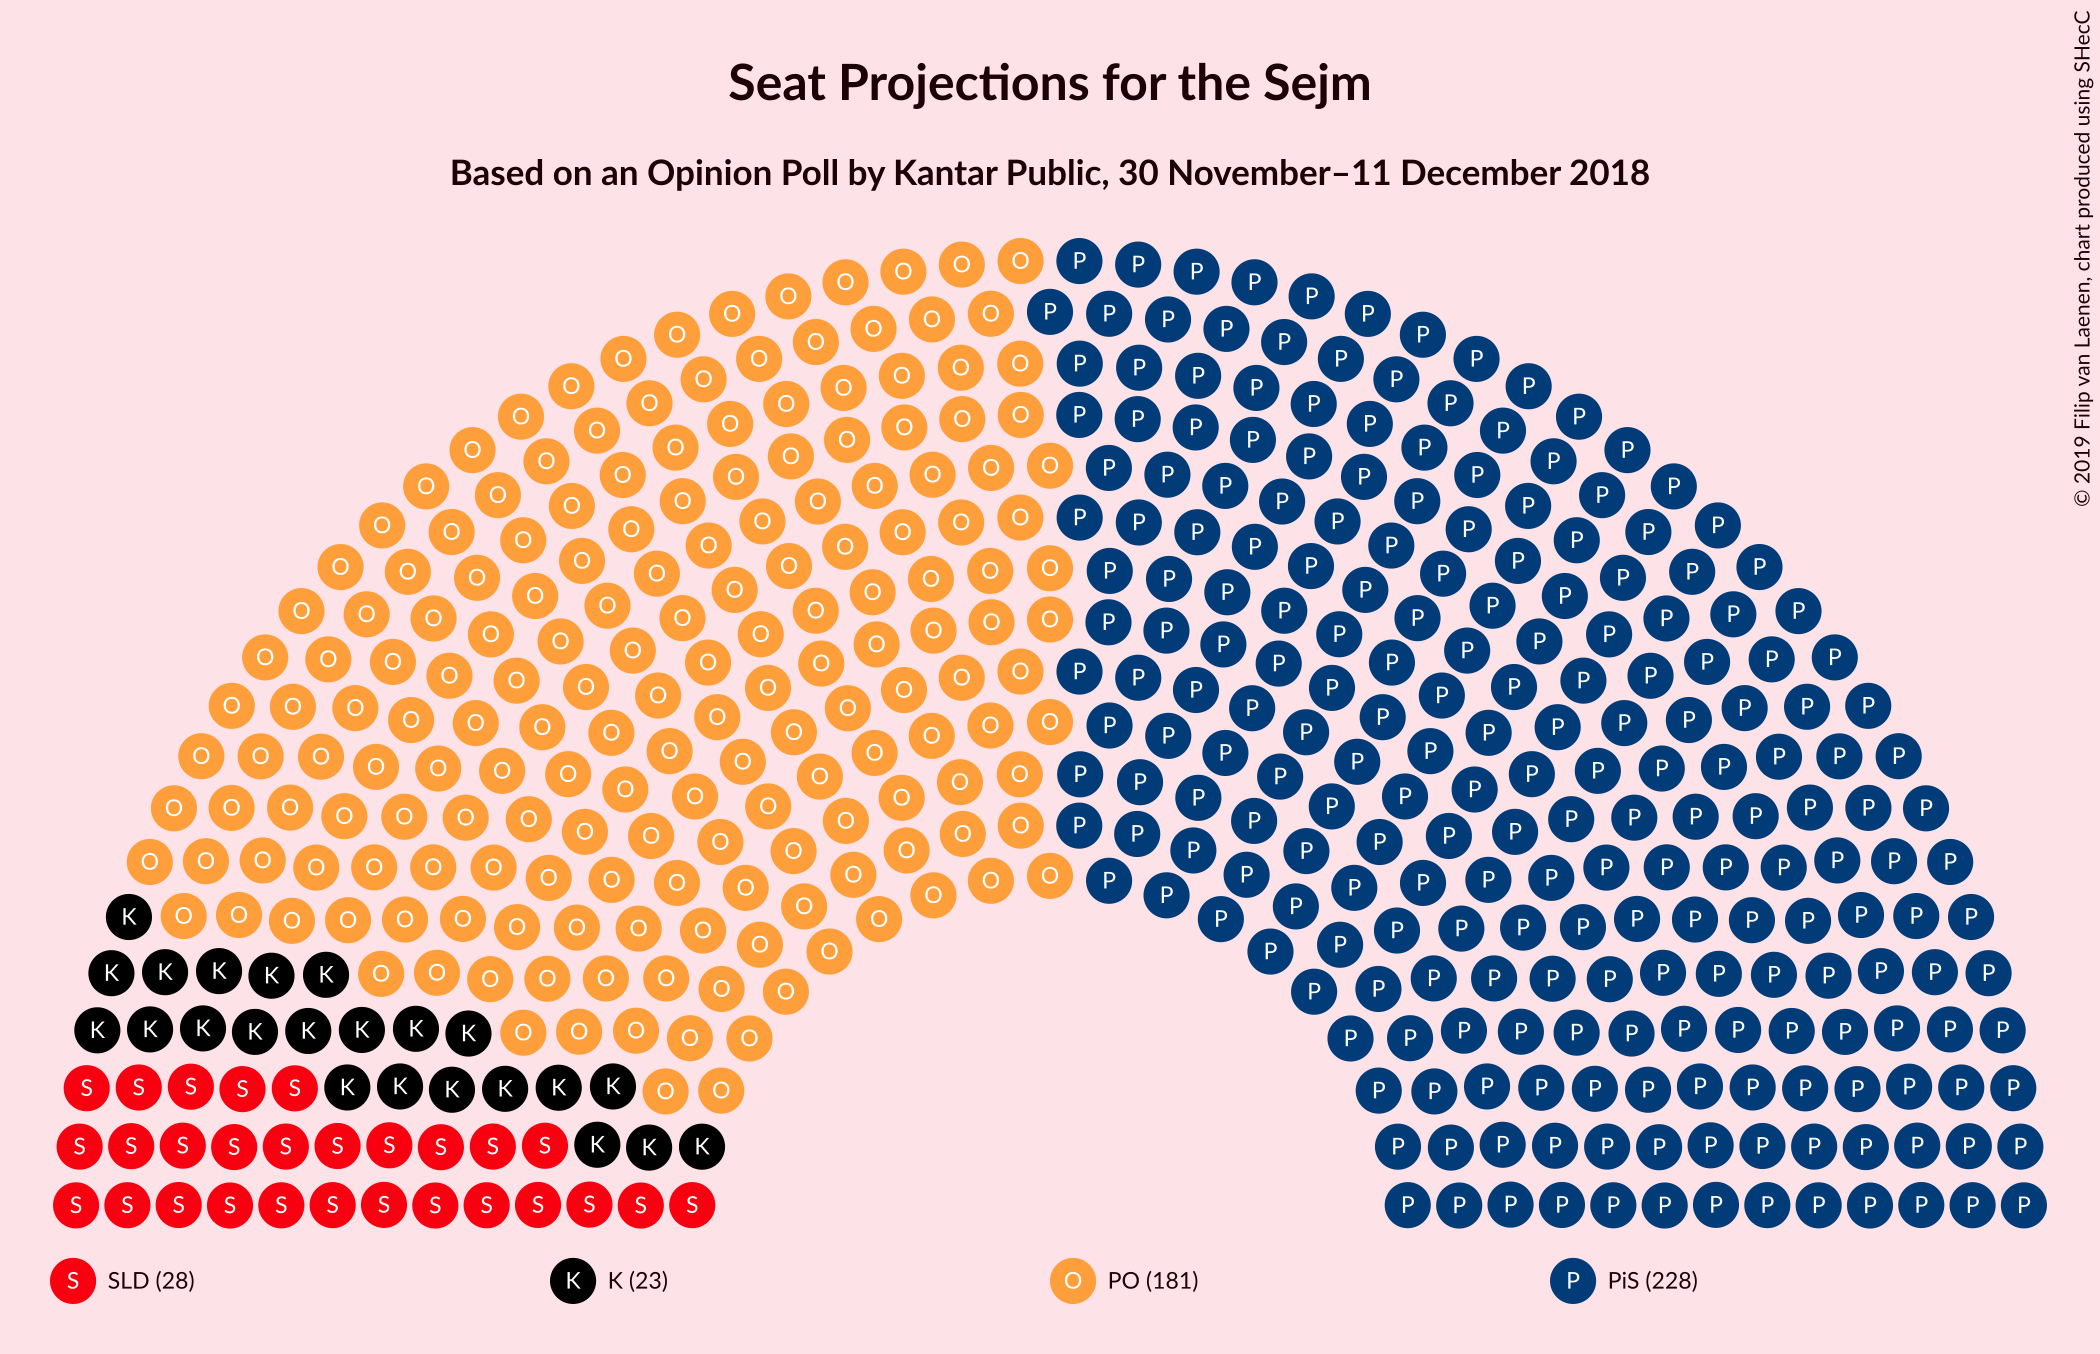 Seat Projections for the Sejm
Based on an Opinion Poll by Kantar Public, 30 November–11 December 2018
© 2019 Filip van Laenen, chart produced using SHecC
S SLD (28) K K (23) O PO (181) P PiS (228)